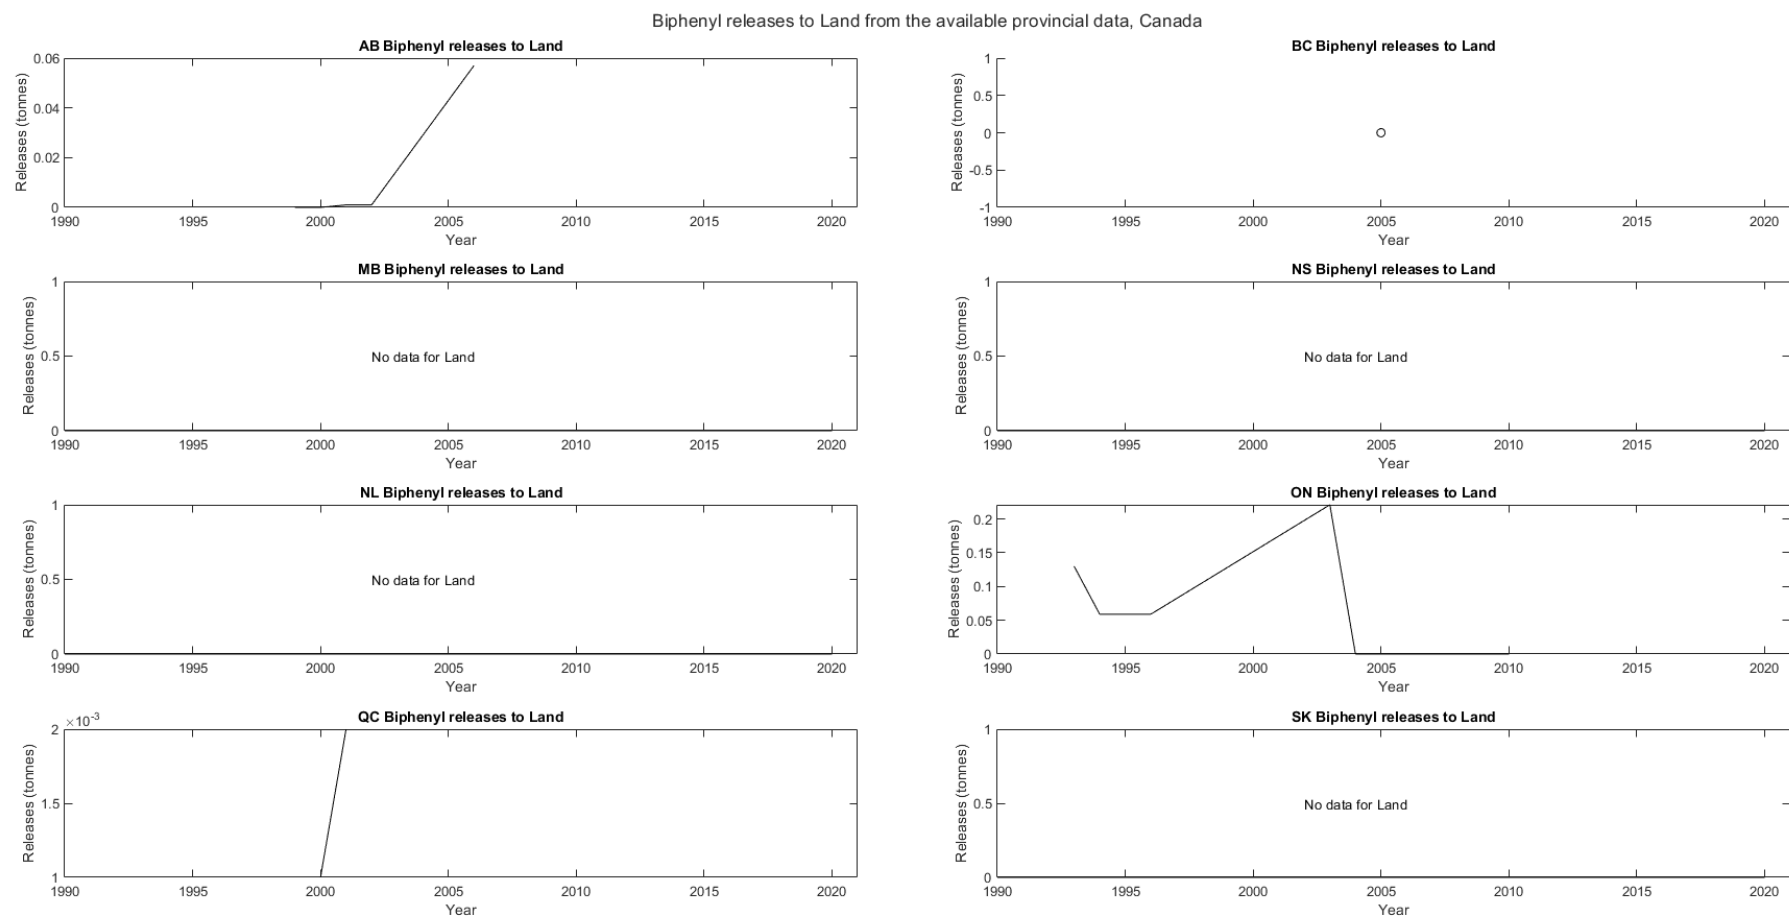 Biphenyl releases to Land from the available provincial data, Canada
AB Biphenyl releases to Land
Releases (tonnes)
0.06
0.04
0.02
0
1990 1995 2000 2005 2010 2015 2020
Year
BC Biphenyl releases to Land
Releases (tonnes)
1
0.5
0
-0.5
-1
1990 1995 2000 2005 2010 2015 2020
Year
MB Biphenyl releases to Land
Releases (tonnes)
1
0.5
0
No data for Land
1990 1995 2000 2005 2010 2015 2020
Year
NS Biphenyl releases to Land
Releases (tonnes)
1
0.5
0
No data for Land
1990 1995 2000 2005 2010 2015 2020
Year
NL Biphenyl releases to Land
Releases (tonnes)
1
0.5
0
No data for Land
1990 1995 2000 2005 2010 2015 2020
Year
ON Biphenyl releases to Land
Releases (tonnes)
0.2
0.15
0.1
0.05
0
1990 1995 2000 2005 2010 2015 2020
Year
QC Biphenyl releases to Land
×10⁻³
Releases (tonnes)
2
1.5
1
1990 1995 2000 2005 2010 2015 2020
Year
SK Biphenyl releases to Land
Releases (tonnes)
1
0.5
0
No data for Land
1990 1995 2000 2005 2010 2015 2020
Year